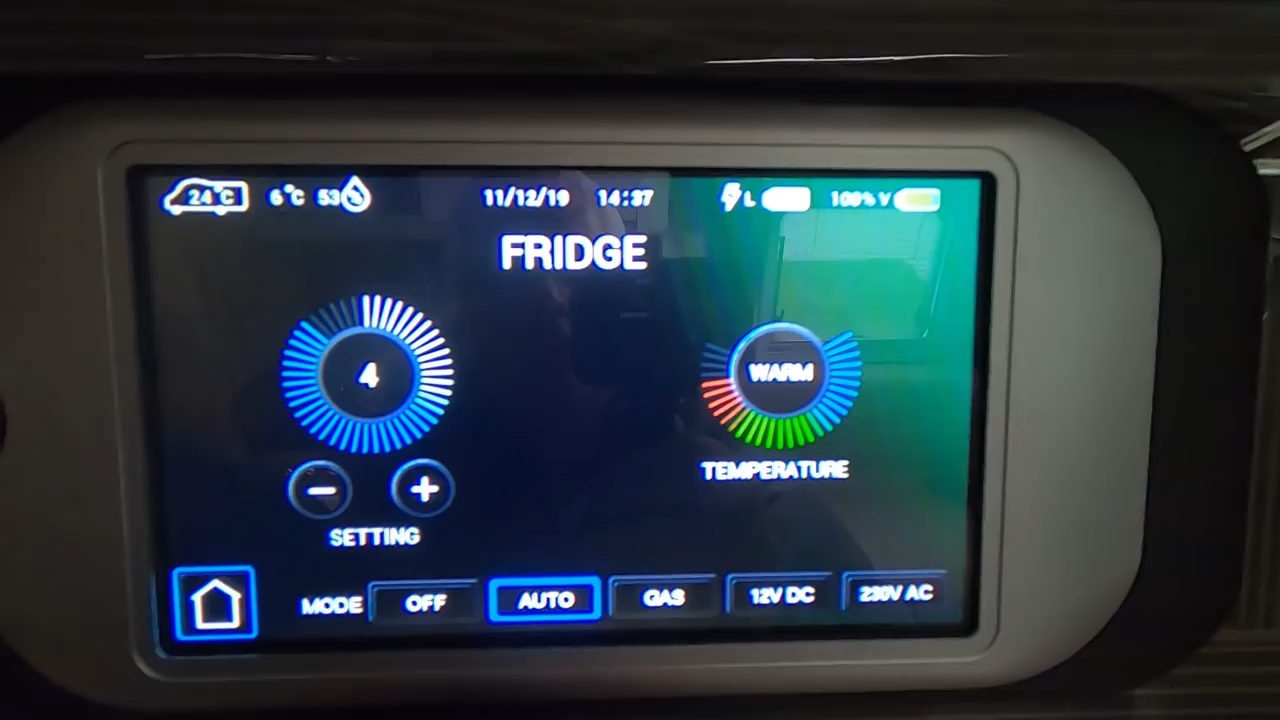 24°C 6°C 53% 11/12/19 14:37 L 100% V
FRIDGE
4
WARM
- +
TEMPERATURE
SETTING
MODE OFF AUTO GAS 12V DC 230V AC